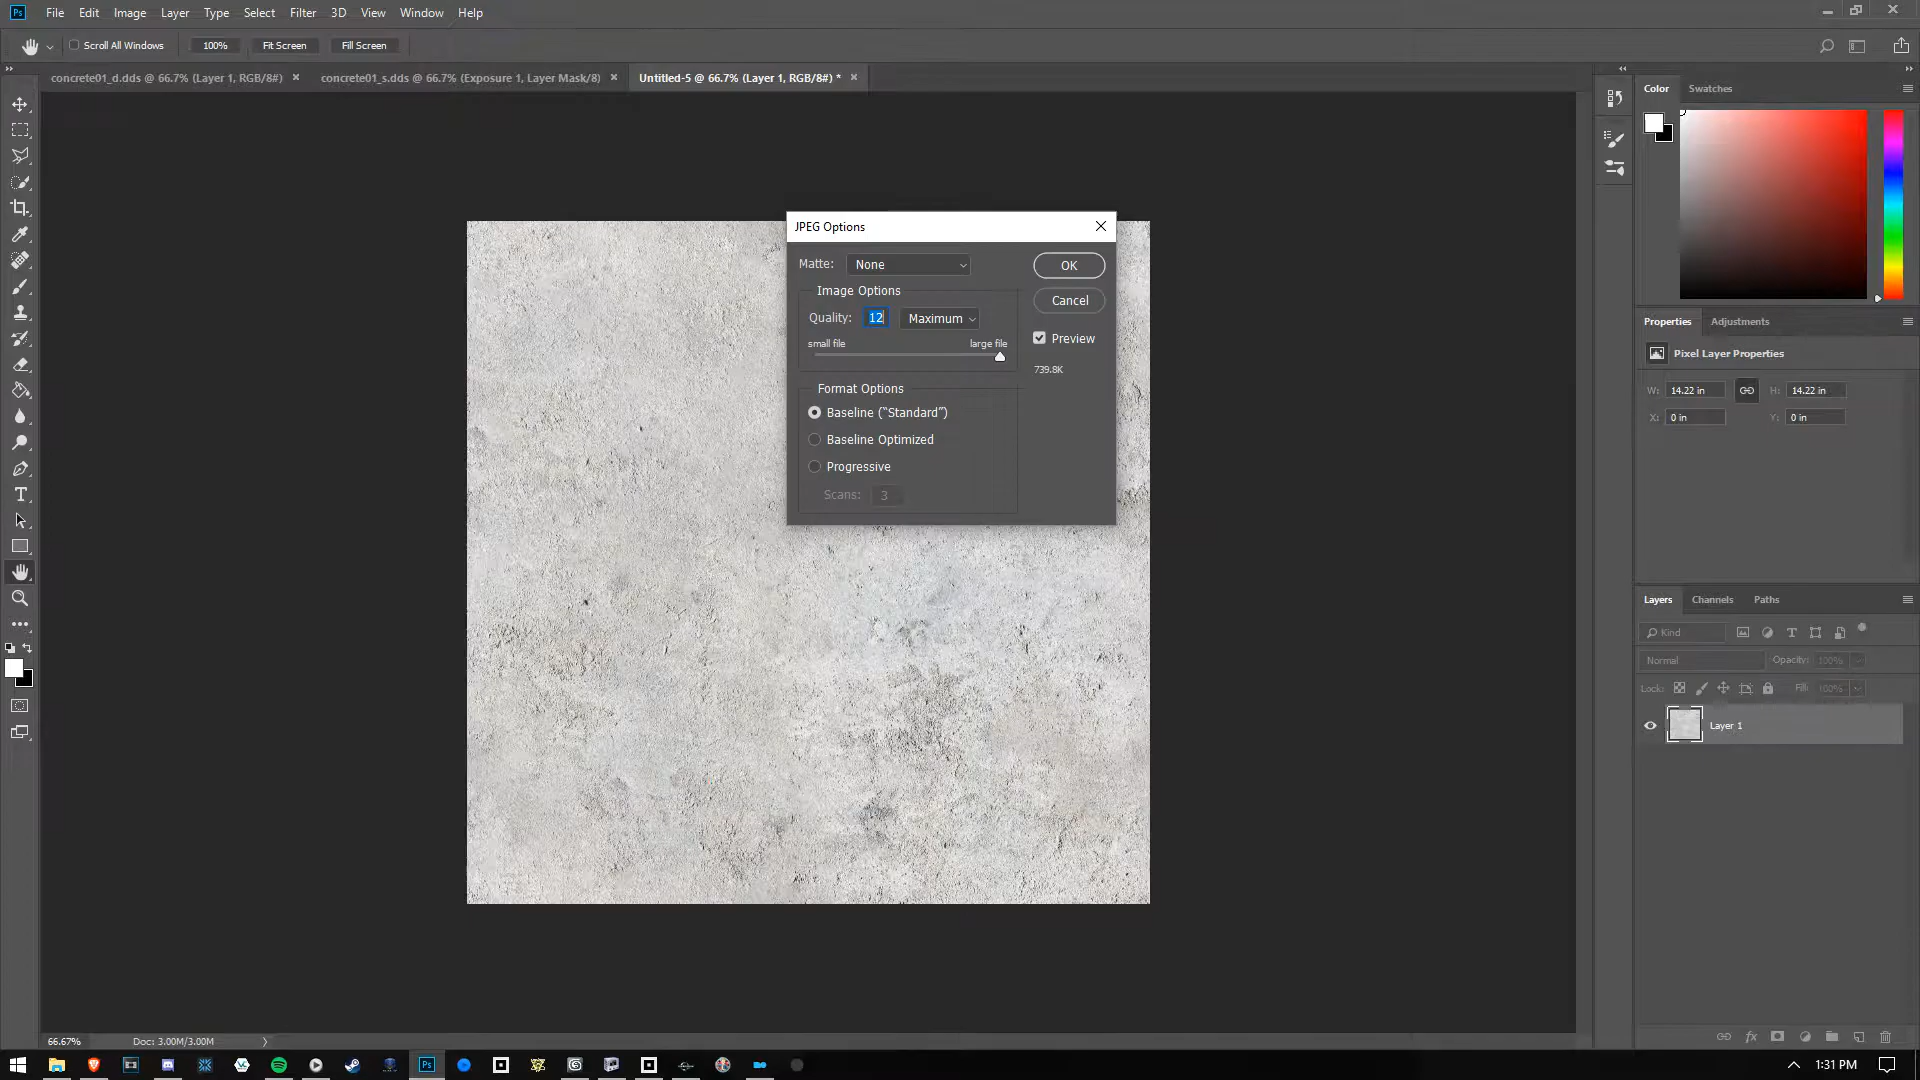 Ps File Edit Image Layer Type Select Filter 3D View Window Help
Scroll All Windows 100% Fit Screen Fill Screen
concrete01_d.dds @ 66.7% (Layer 1, RGB/8#) concrete01_s.dds @ 66.7% (Exposure 1, Layer Mask/8) Untitled-5 @ 66.7% (Layer 1, RGB/8#) *
Color Swatches
JPEG Options
Matte: None OK
Image Options
Cancel
Quality: 12 Maximum
Preview
small file large file
739.8K
Format Options
Baseline (“Standard”)
Baseline Optimized
Progressive
Scans: 3
Properties Adjustments
Pixel Layer Properties
W: 14.22 in H: 14.22 in
X: 0 in Y: 0 in
Layers Channels Paths
Kind
Normal Opacity: 100%
Lock: Fill: 100%
Layer 1
66.67% Doc: 3.00M/3.00M
Ps 1:31 PM